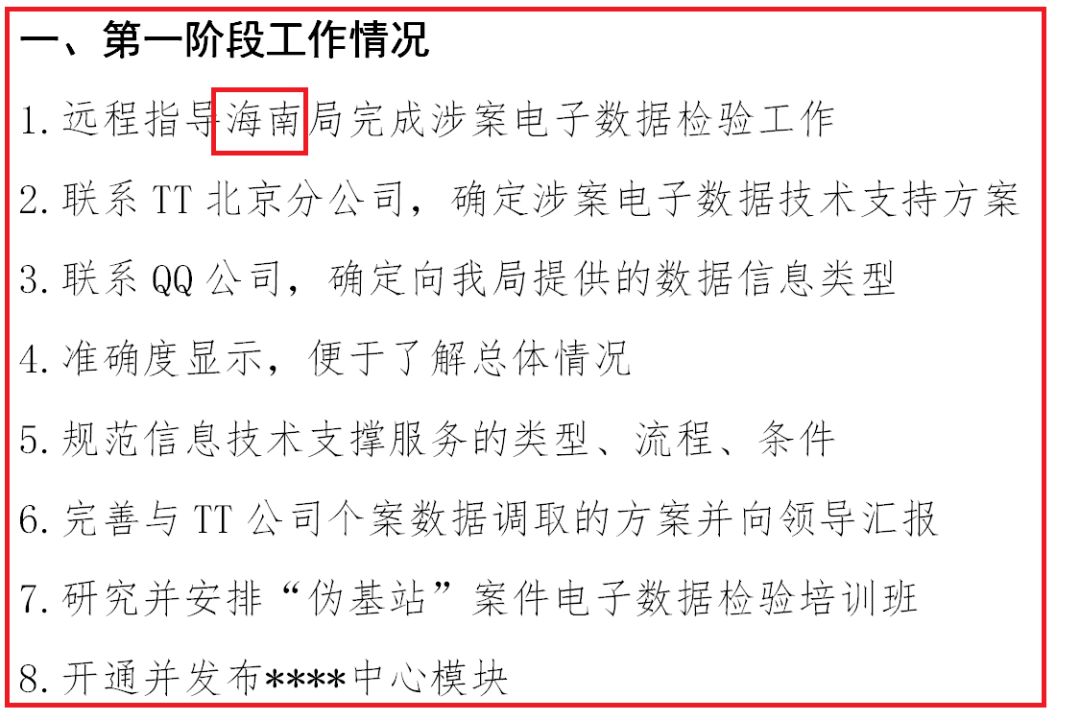 一、第一阶段工作情况
1.远程指导海南局完成涉案电子数据检验工作
2.联系 TT 北京分公司，确定涉案电子数据技术支持方案
3.联系 QQ 公司，确定向我局提供的数据信息类型
4.准确度显示，便于了解总体情况
5.规范信息技术支撑服务的类型、流程、条件
6.完善与 TT 公司个案数据调取的方案并向领导汇报
7.研究并安排“伪基站”案件电子数据检验培训班
8.开通并发布****中心模块